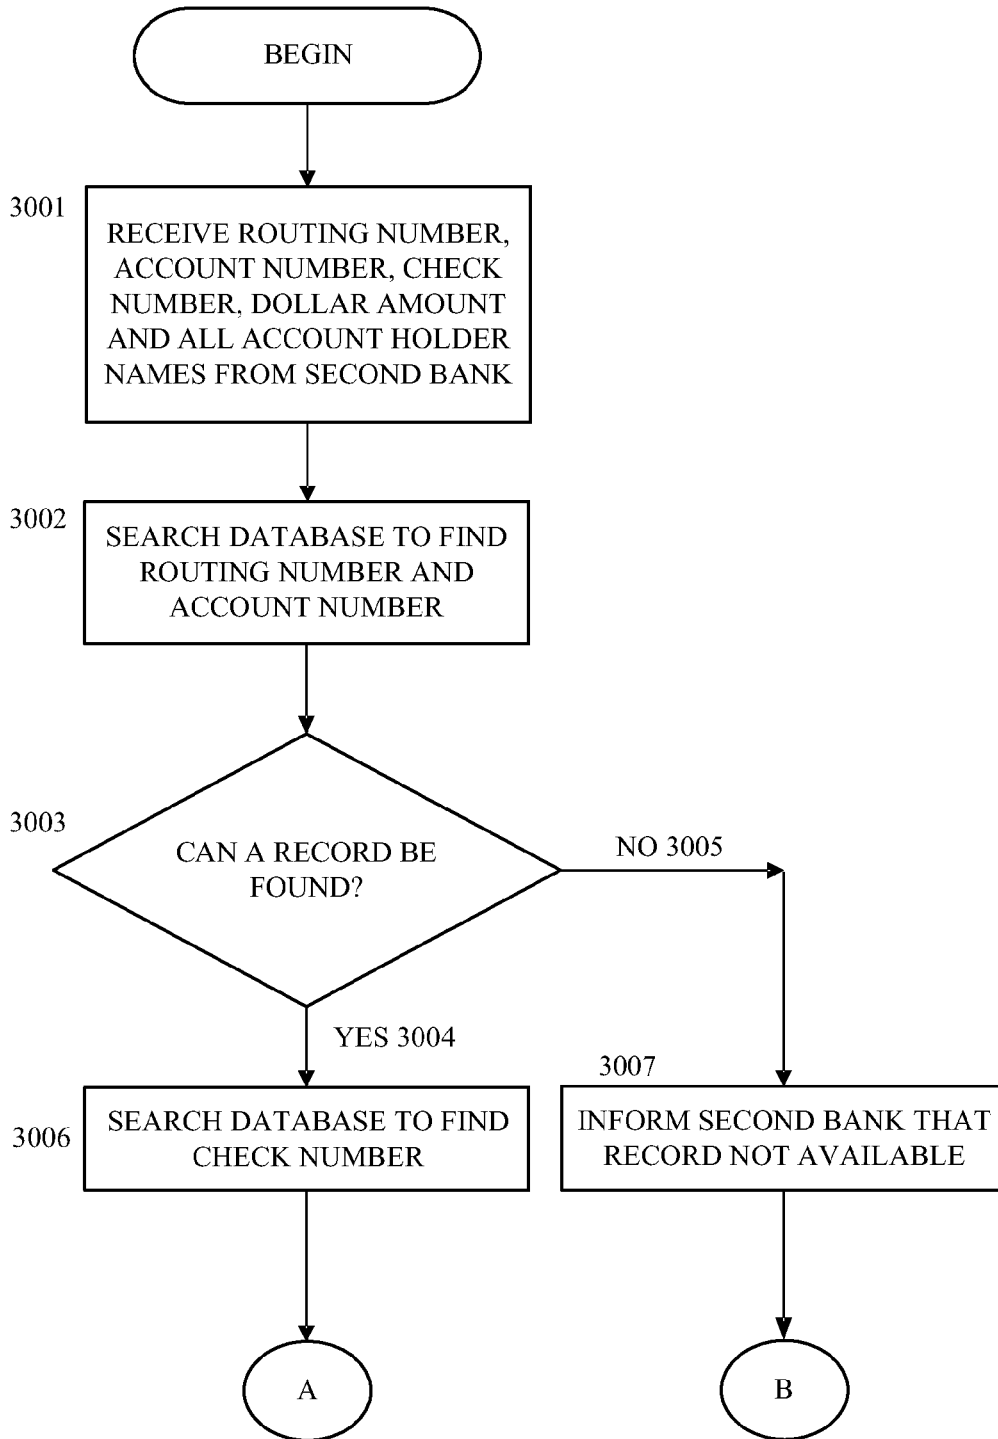 BEGIN
3001
RECEIVE ROUTING NUMBER,
ACCOUNT NUMBER, CHECK
NUMBER, DOLLAR AMOUNT
AND ALL ACCOUNT HOLDER
NAMES FROM SECOND BANK
3002
SEARCH DATABASE TO FIND
ROUTING NUMBER AND
ACCOUNT NUMBER
3003
CAN A RECORD BE
FOUND?
NO 3005
YES 3004
3006
SEARCH DATABASE TO FIND
CHECK NUMBER
3007
INFORM SECOND BANK THAT
RECORD NOT AVAILABLE
A
B